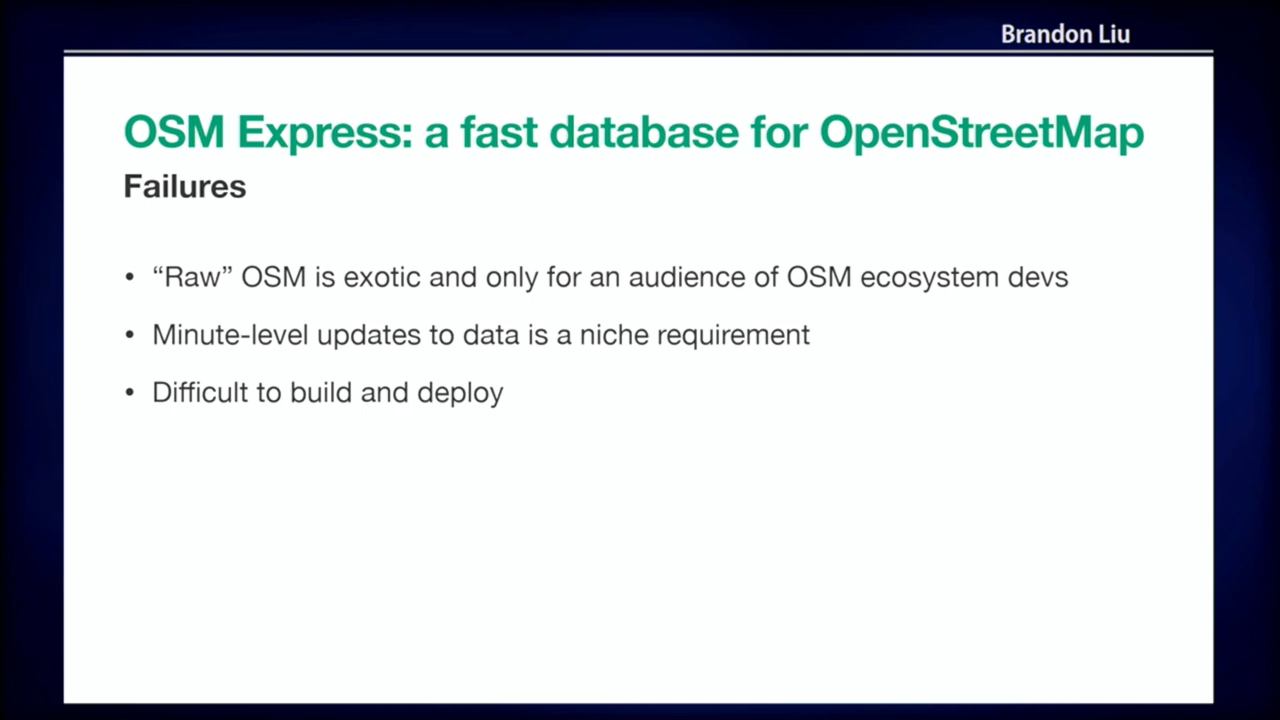 Brandon Liu
OSM Express: a fast database for OpenStreetMap
Failures
• “Raw” OSM is exotic and only for an audience of OSM ecosystem devs
• Minute-level updates to data is a niche requirement
• Difficult to build and deploy